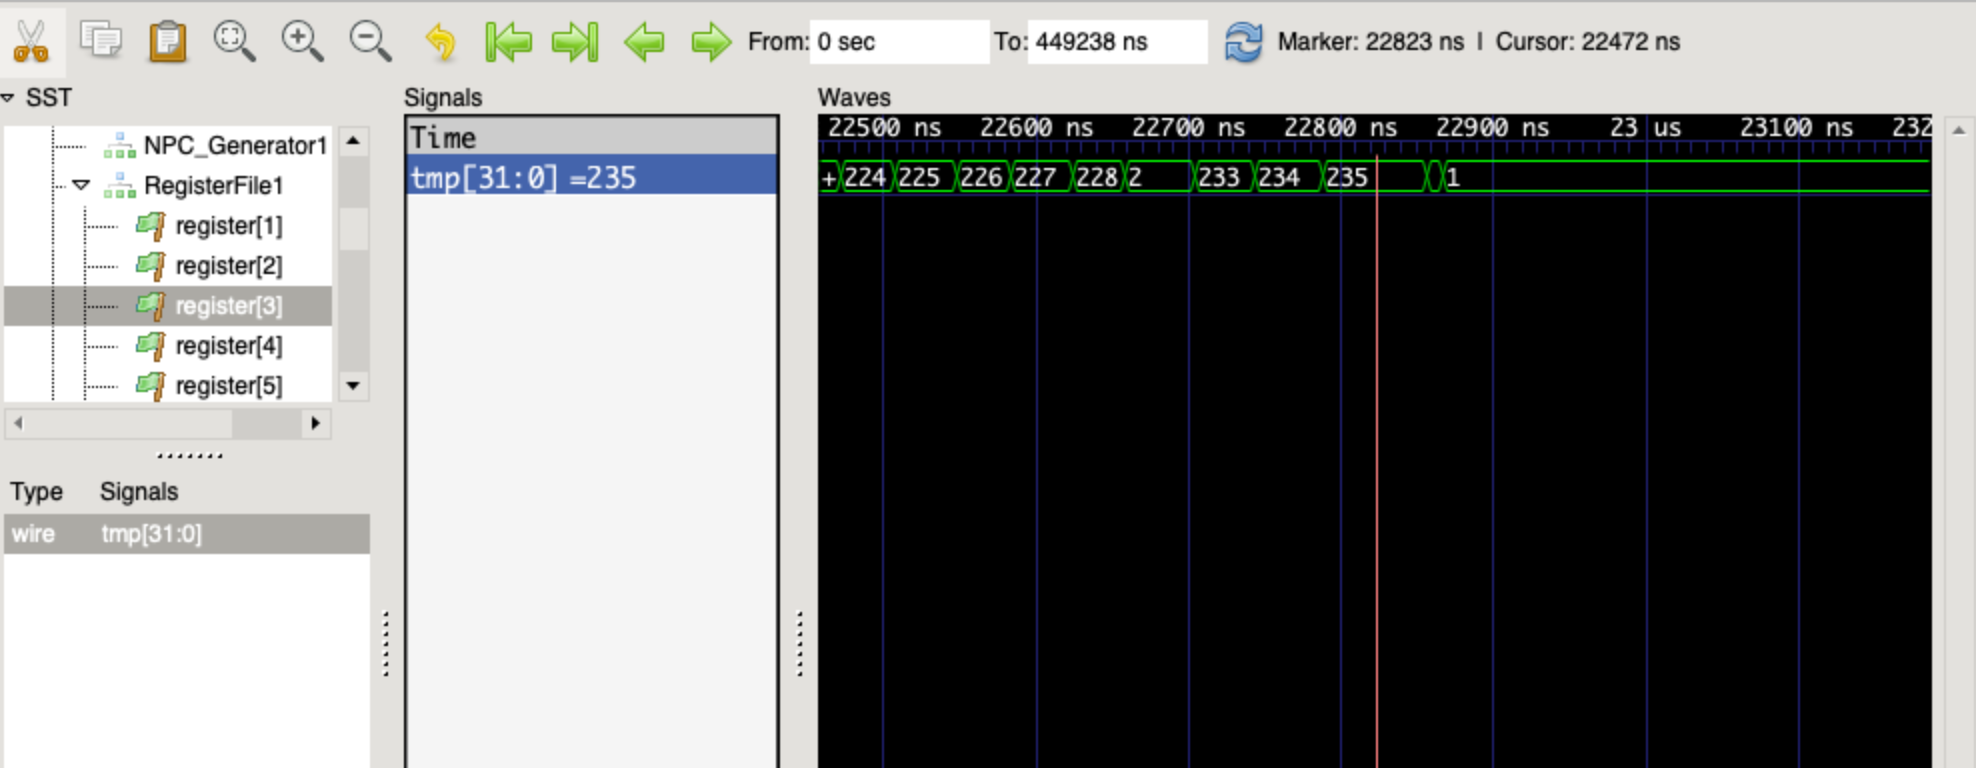 From: 0 sec To: 449238 ns Marker: 22823 ns | Cursor: 22472 ns
SST
NPC_Generator1
RegisterFile1
register[1]
register[2]
register[3]
register[4]
register[5]
Type Signals
wire tmp[31:0]
Signals
Time
tmp[31:0] =235
Waves
22500 ns 22600 ns 22700 ns 22800 ns 22900 ns 23 us 23100 ns 232
+ 224 225 226 227 228 2 233 234 235 1